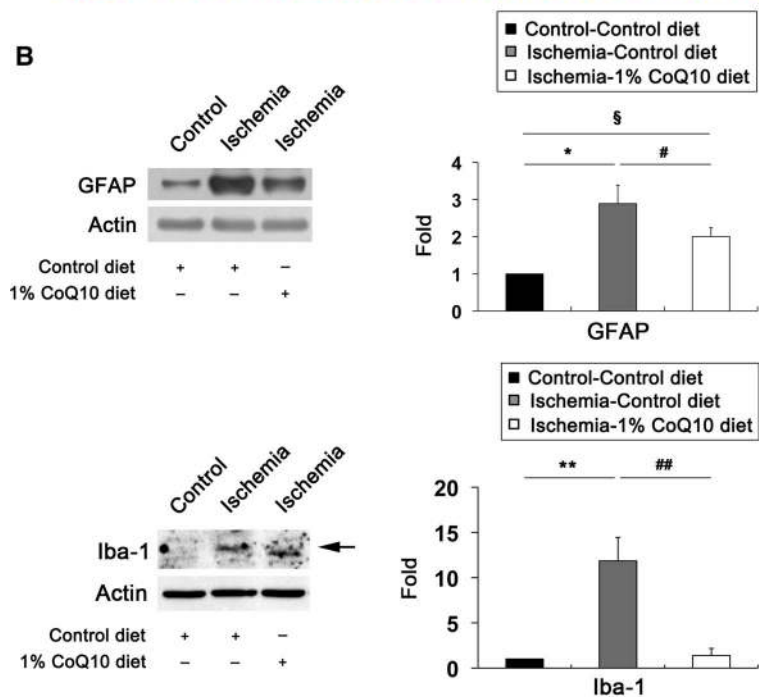 B
Control Ischemia Ischemia
GFAP
Actin
Control diet + + –
1% CoQ10 diet – – +
Control-Control diet
Ischemia-Control diet
Ischemia-1% CoQ10 diet
§
* #
Fold
4
3
2
1
0
GFAP
Control Ischemia Ischemia
Iba-1
Actin
Control diet + + –
1% CoQ10 diet – – +
Control-Control diet
Ischemia-Control diet
Ischemia-1% CoQ10 diet
** ##
Fold
20
15
10
5
0
Iba-1